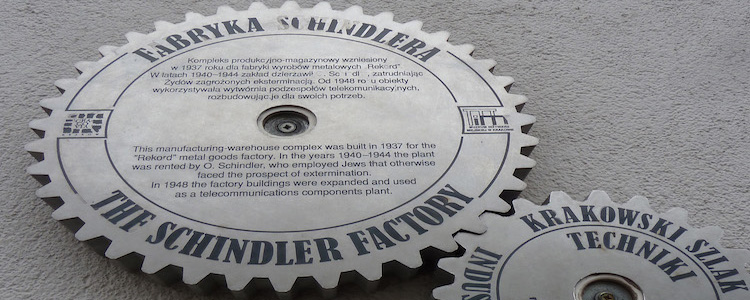 FABRYKA SCHINDLERA
Kompleks produkcyjno-magazynowy wzniesiony
w 1937 roku dla fabryki wyrobów metalowych „Rekord”
W latach 1940–1944 zakład dzierżawił zatrudniając
Żydów zagrożonych eksterminacją. Od 1948 roku obiekty
wykorzystywała wytwórnia podzespołów telekomunikacyjnych,
rozbudowując je dla swoich potrzeb.
This manufacturing-warehouse complex was built in 1937 for the
"Rekord" metal goods factory. In the years 1940–1944 the plant
was rented by O. Schindler, who employed Jews that otherwise
faced the prospect of extermination.
In 1948 the factory buildings were expanded and used
as a telecommunications components plant.
THE SCHINDLER FACTORY
KRAKOWSKI SZLAK
TECHNIKI
INDUS